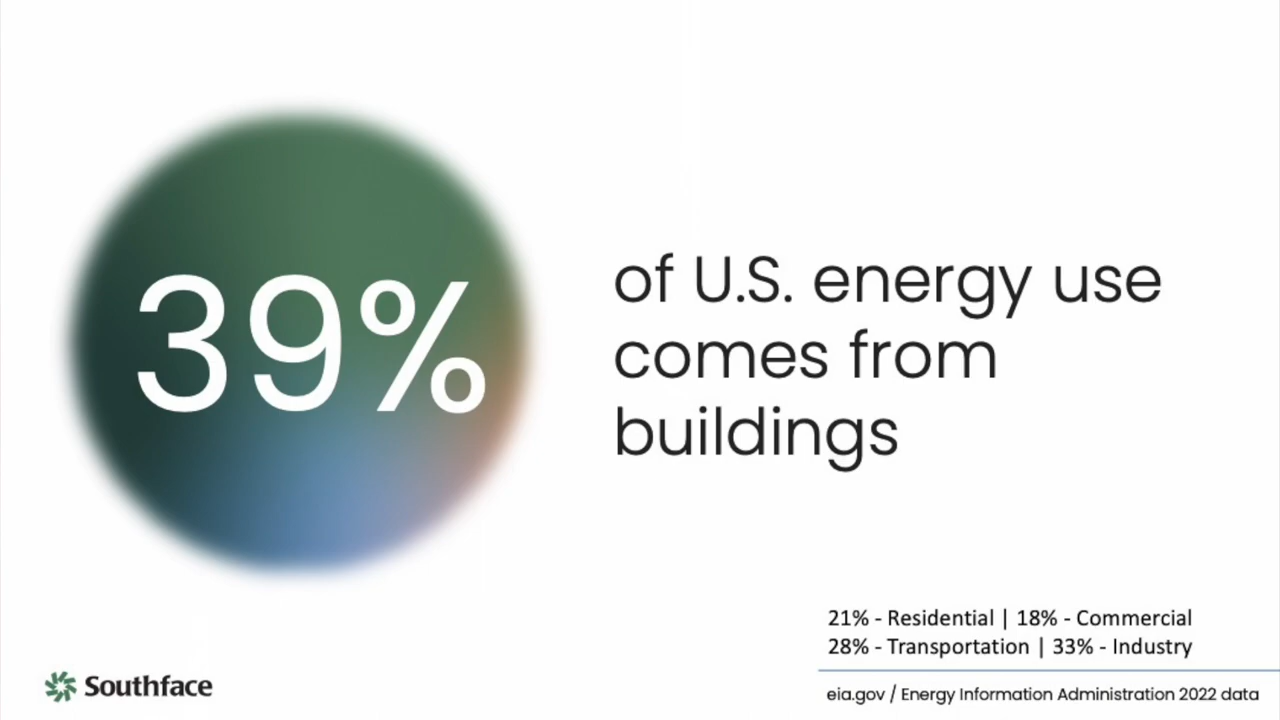 39%
of U.S. energy use
comes from
buildings
21% - Residential | 18% - Commercial
28% - Transportation | 33% - Industry
eia.gov / Energy Information Administration 2022 data
Southface